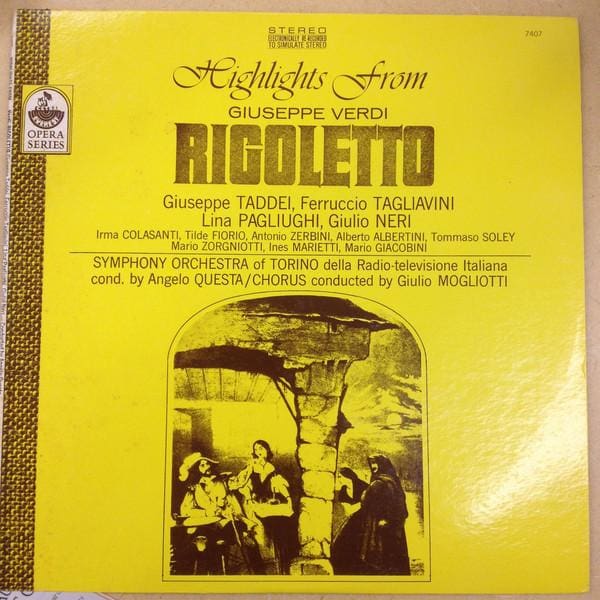 STEREO
ELECTRONICALLY RE-RECORDED
TO SIMULATE STEREO
7407
Highlights From
GIUSEPPE VERDI
RIGOLETTO
OPERA
SERIES
Giuseppe TADDEI, Ferruccio TAGLIAVINI
Lina PAGLIUGHI, Giulio NERI
Irma COLASANTI, Tilde FIORIO, Antonio ZERBINI, Alberto ALBERTINI, Tommaso SOLEY
Mario ZORGNIOTTI, Ines MARIETTI, Mario GIACOBINI
SYMPHONY ORCHESTRA of TORINO della Radio-televisione Italiana
cond. by Angelo QUESTA/CHORUS conducted by Giulio MOGLIOTTI